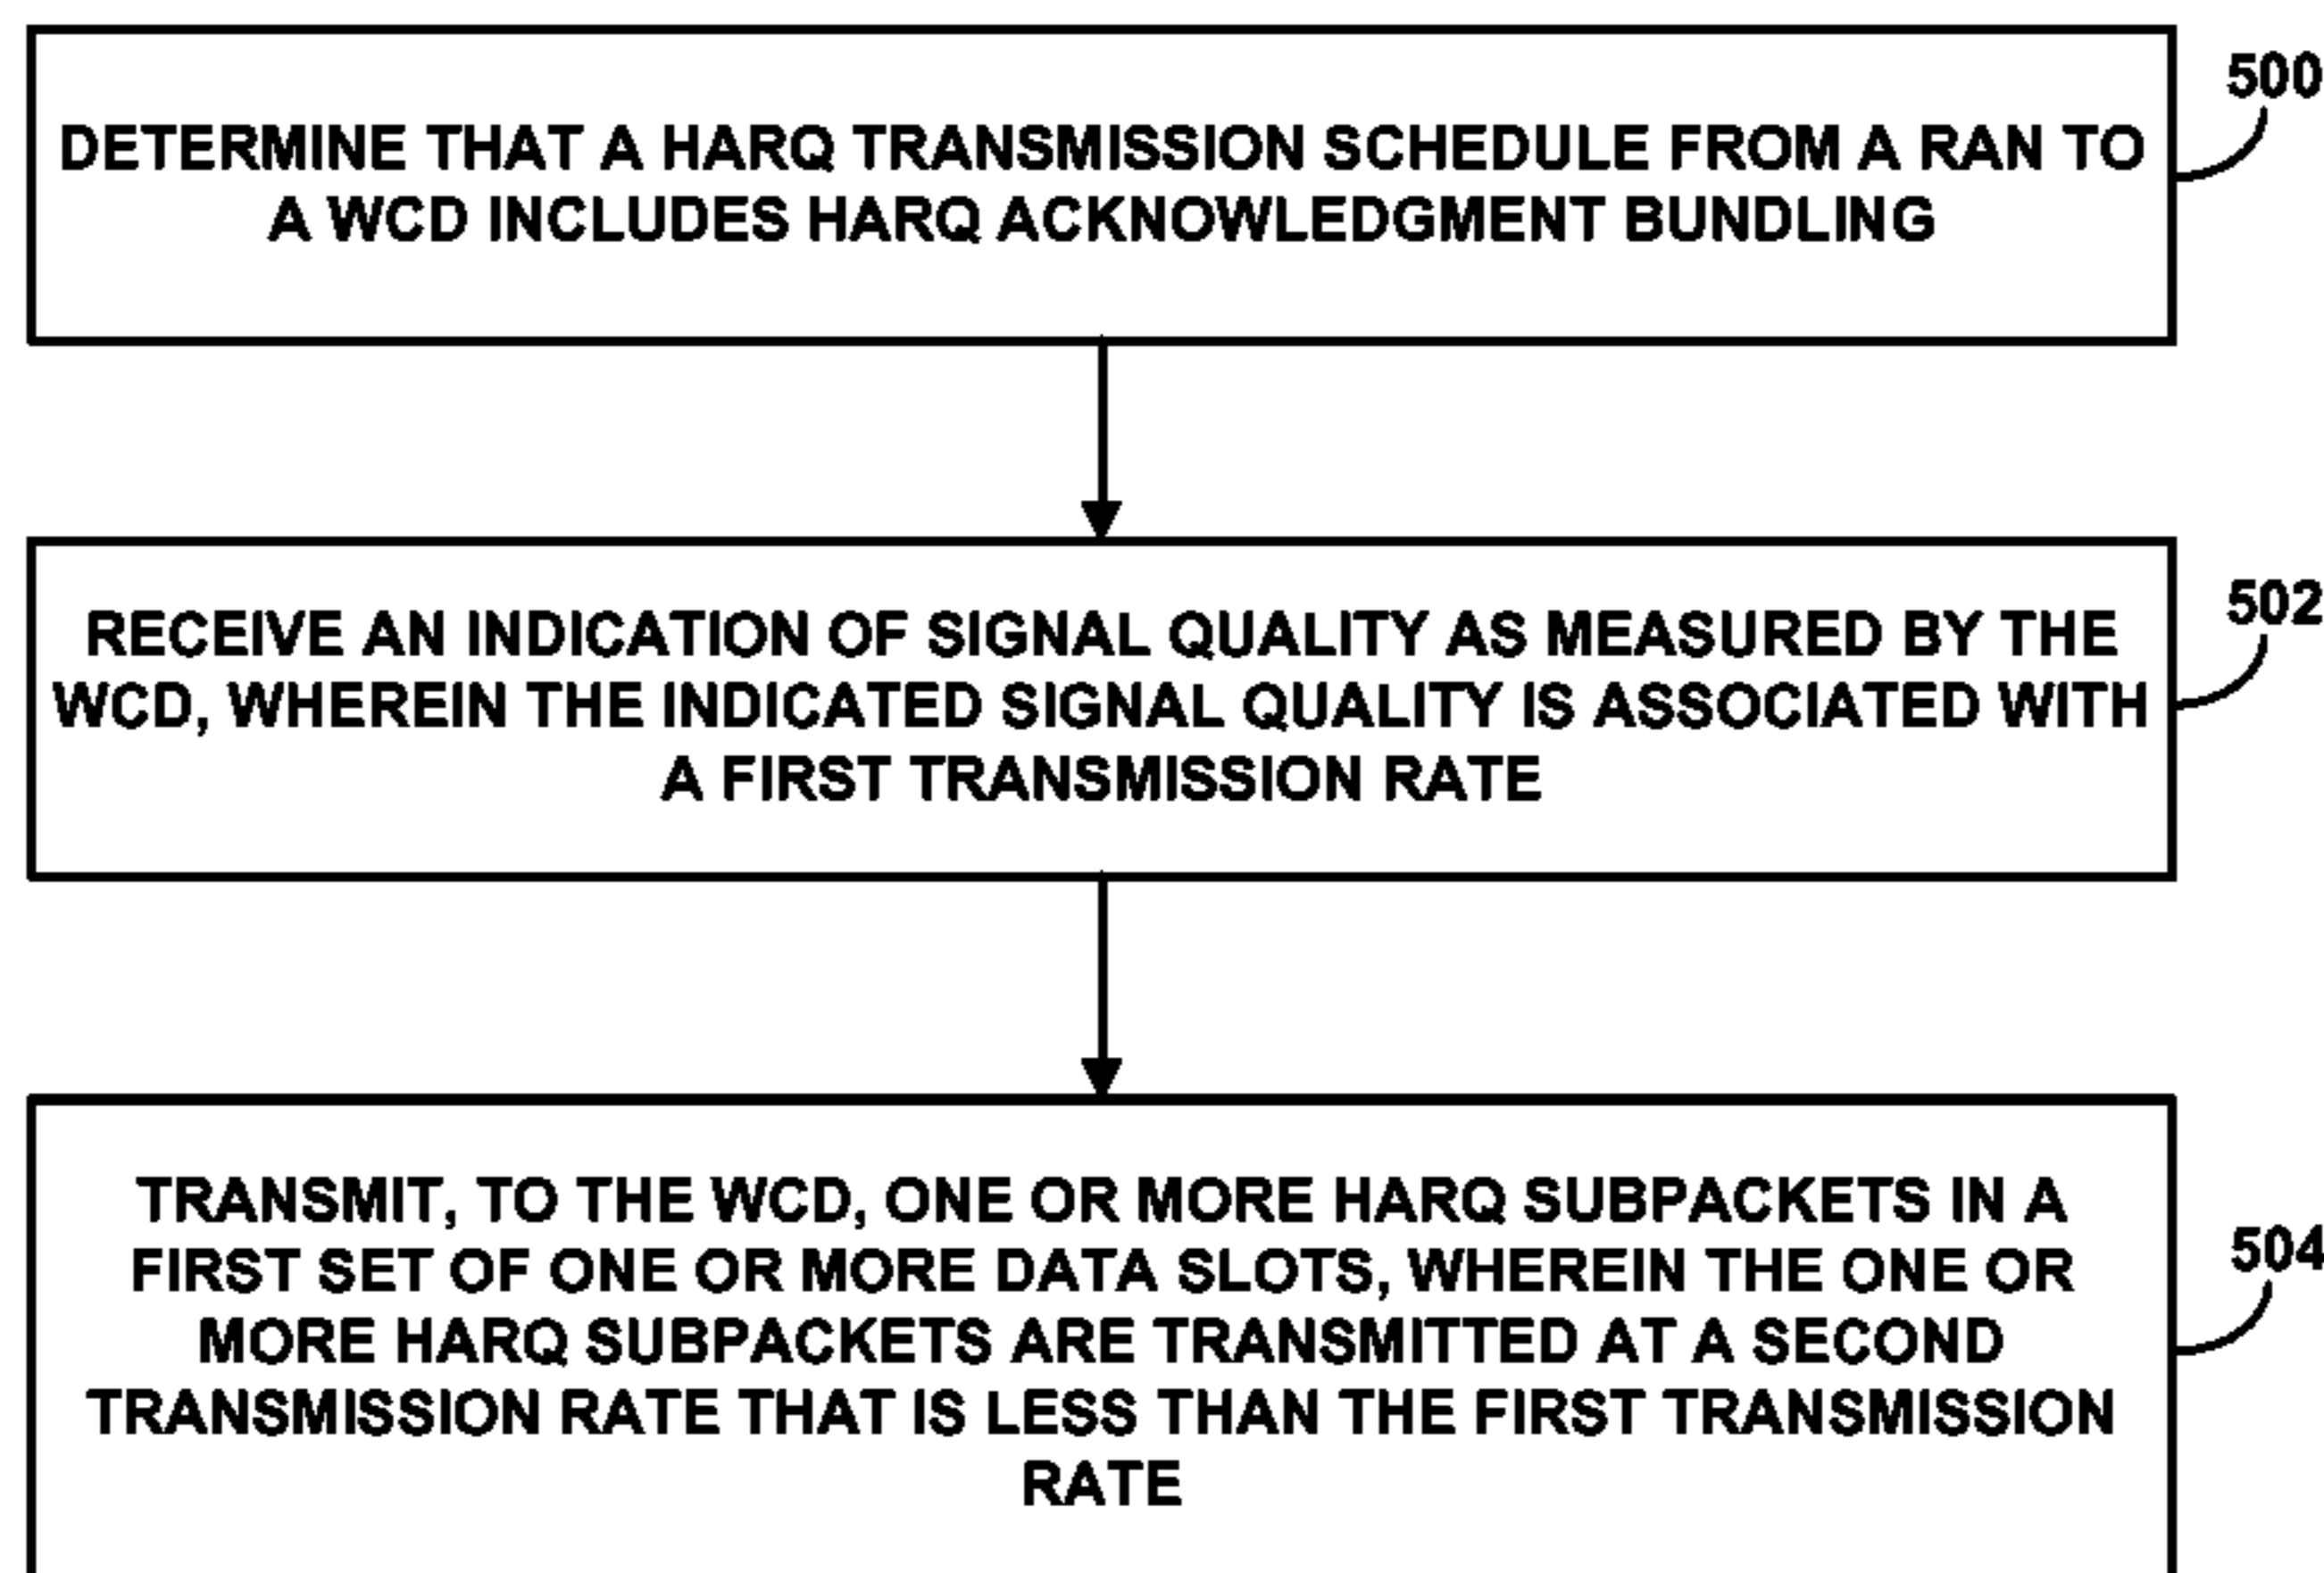 500
DETERMINE THAT A HARQ TRANSMISSION SCHEDULE FROM A RAN TO
A WCD INCLUDES HARQ ACKNOWLEDGMENT BUNDLING
502
RECEIVE AN INDICATION OF SIGNAL QUALITY AS MEASURED BY THE
WCD, WHEREIN THE INDICATED SIGNAL QUALITY IS ASSOCIATED WITH
A FIRST TRANSMISSION RATE
504
TRANSMIT, TO THE WCD, ONE OR MORE HARQ SUBPACKETS IN A
FIRST SET OF ONE OR MORE DATA SLOTS, WHEREIN THE ONE OR
MORE HARQ SUBPACKETS ARE TRANSMITTED AT A SECOND
TRANSMISSION RATE THAT IS LESS THAN THE FIRST TRANSMISSION
RATE